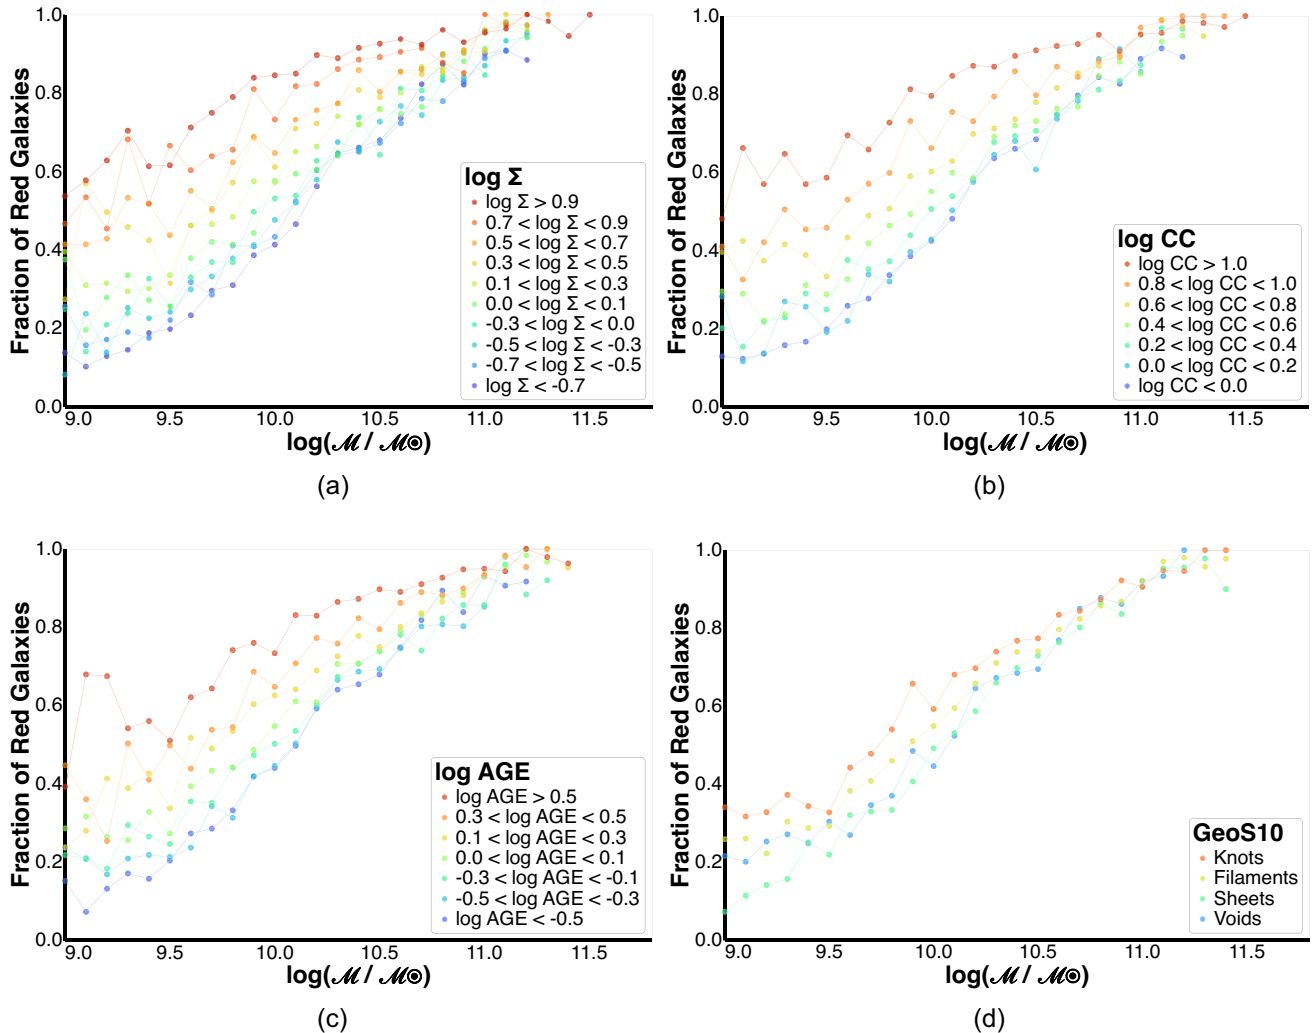 Fraction of Red Galaxies
1.0
0.8
0.6
0.4
0.2
0.0
9.0 9.5 10.0 10.5 11.0 11.5
log(ℳ / ℳ⊙)
log Σ
log Σ > 0.9
0.7 < log Σ < 0.9
0.5 < log Σ < 0.7
0.3 < log Σ < 0.5
0.1 < log Σ < 0.3
0.0 < log Σ < 0.1
-0.3 < log Σ < 0.0
-0.5 < log Σ < -0.3
-0.7 < log Σ < -0.5
log Σ < -0.7
(a)
Fraction of Red Galaxies
1.0
0.8
0.6
0.4
0.2
0.0
9.0 9.5 10.0 10.5 11.0 11.5
log(ℳ / ℳ⊙)
log CC
log CC > 1.0
0.8 < log CC < 1.0
0.6 < log CC < 0.8
0.4 < log CC < 0.6
0.2 < log CC < 0.4
0.0 < log CC < 0.2
log CC < 0.0
(b)
Fraction of Red Galaxies
1.0
0.8
0.6
0.4
0.2
0.0
9.0 9.5 10.0 10.5 11.0 11.5
log(ℳ / ℳ⊙)
log AGE
log AGE > 0.5
0.3 < log AGE < 0.5
0.1 < log AGE < 0.3
0.0 < log AGE < 0.1
-0.3 < log AGE < -0.1
-0.5 < log AGE < -0.3
log AGE < -0.5
(c)
Fraction of Red Galaxies
1.0
0.8
0.6
0.4
0.2
0.0
9.0 9.5 10.0 10.5 11.0 11.5
log(ℳ / ℳ⊙)
GeoS10
Knots
Filaments
Sheets
Voids
(d)